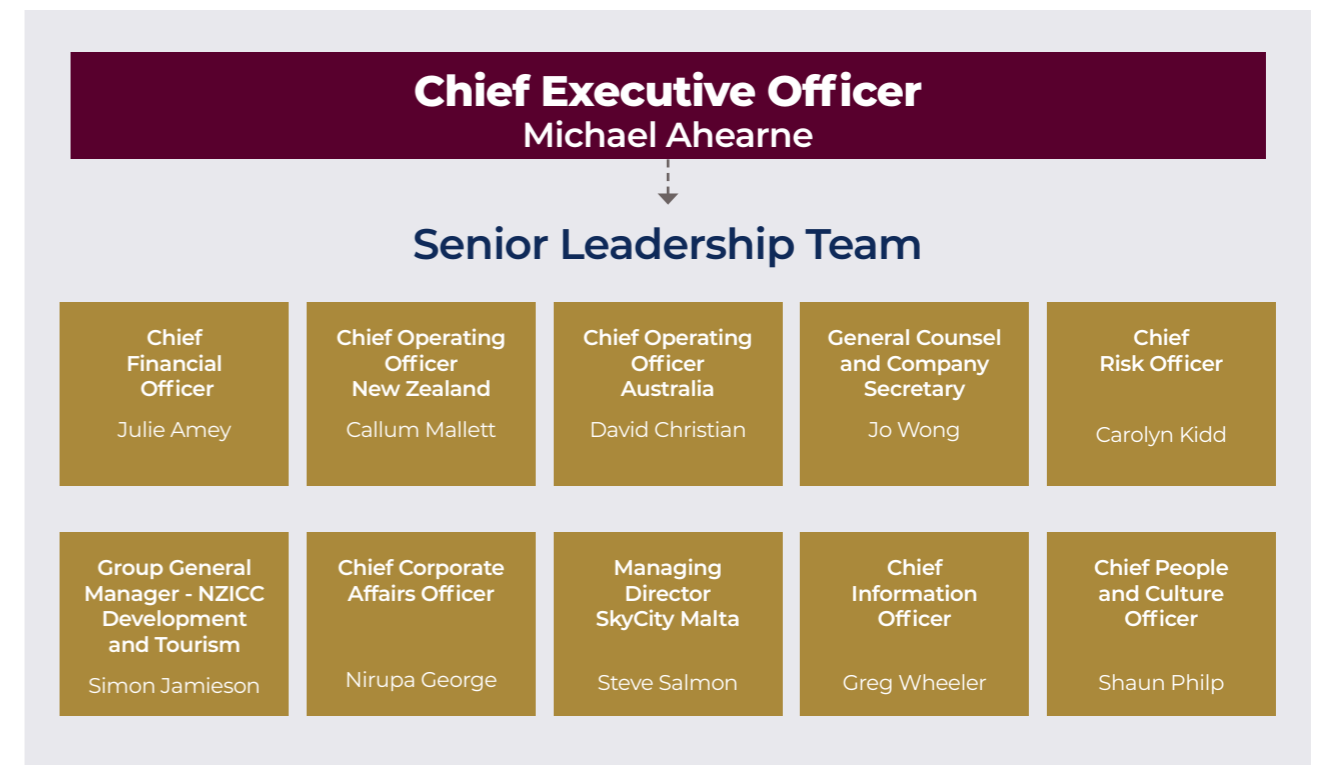 Chief Executive Officer
Michael Ahearne
Senior Leadership Team
Chief
Financial
Officer
Julie Amey
Chief Operating
Officer
New Zealand
Callum Mallett
Chief Operating
Officer
Australia
David Christian
General Counsel
and Company
Secretary
Jo Wong
Chief
Risk Officer
Carolyn Kidd
Group General
Manager - NZICC
Development
and Tourism
Simon Jamieson
Chief Corporate
Affairs Officer
Nirupa George
Managing
Director
SkyCity Malta
Steve Salmon
Chief
Information
Officer
Greg Wheeler
Chief People
and Culture
Officer
Shaun Philp